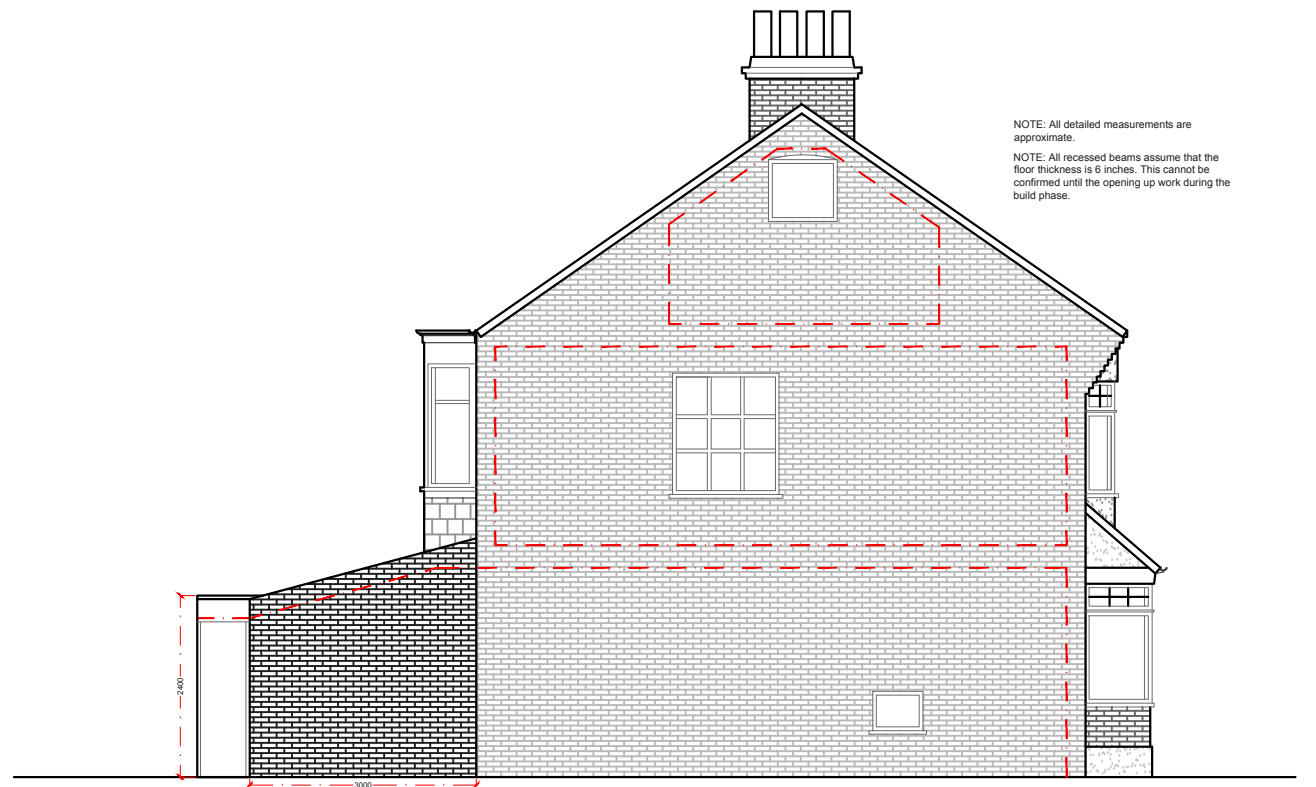 NOTE: All detailed measurements are
approximate.
NOTE: All recessed beams assume that the
floor thickness is 6 inches. This cannot be
confirmed until the opening up work during the
build phase.
2400
3000